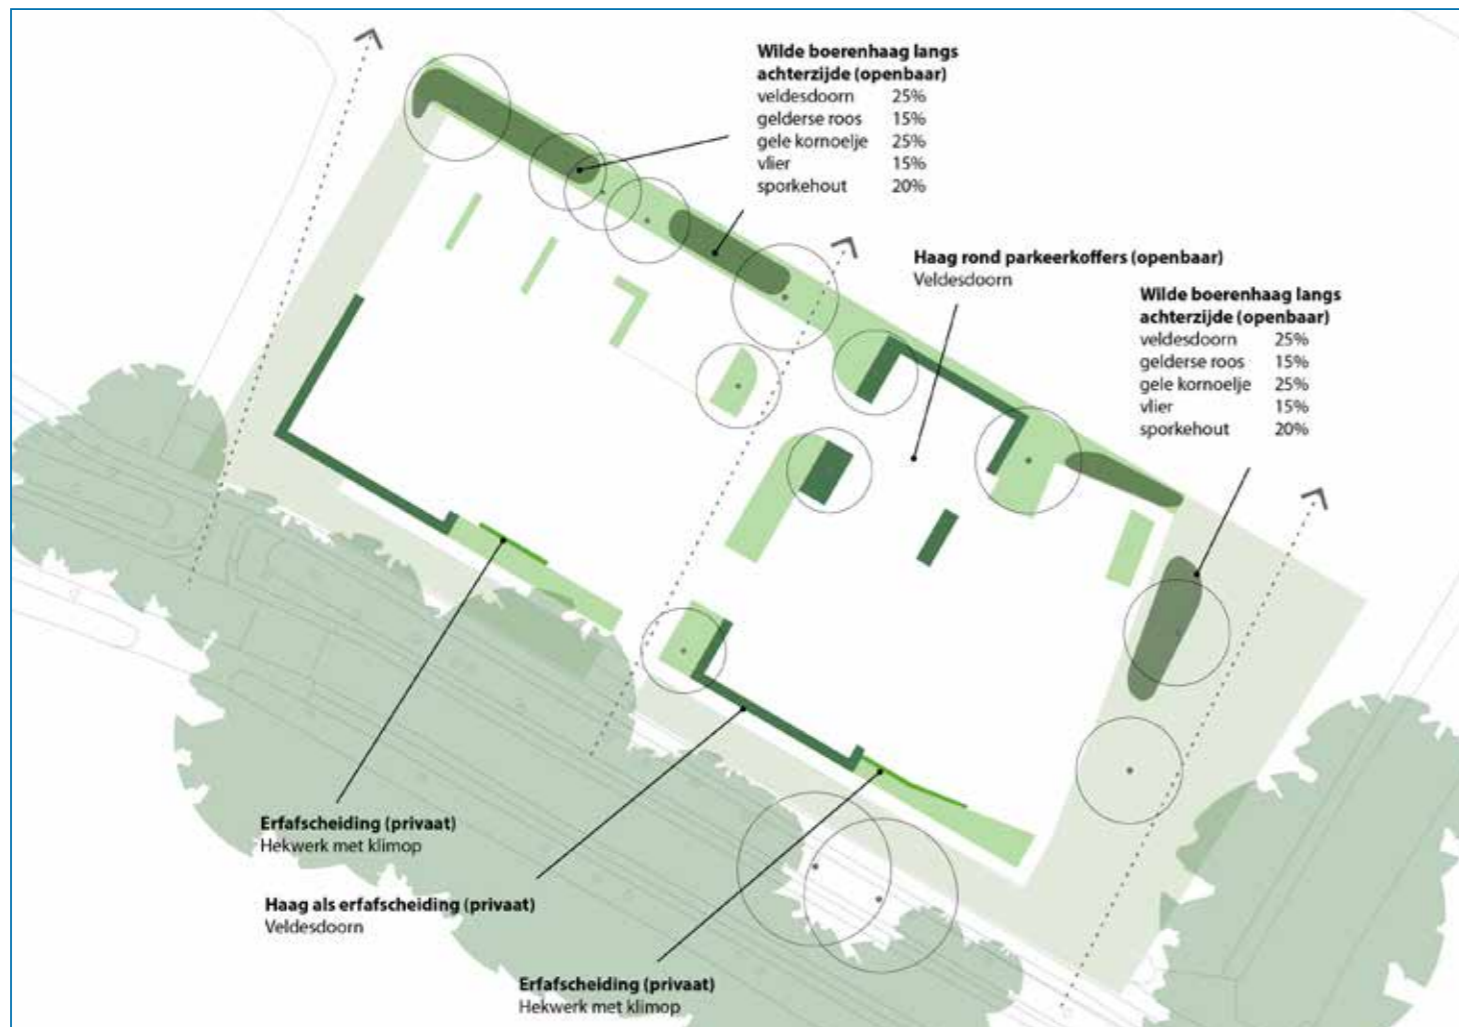 Wilde boerenhaag langs
achterzijde (openbaar)
veldesdoorn 25%
gelderse roos 15%
gele kornoelje 25%
vlier 15%
sporkehout 20%
Haag rond parkeerkoffers (openbaar)
Veldesdoorn
Wilde boerenhaag langs
achterzijde (openbaar)
veldesdoorn 25%
gelderse roos 15%
gele kornoelje 25%
vlier 15%
sporkehout 20%
Erfafscheiding (privaat)
Hekwerk met klimop
Haag als erfafscheiding (privaat)
Veldesdoorn
Erfafscheiding (privaat)
Hekwerk met klimop